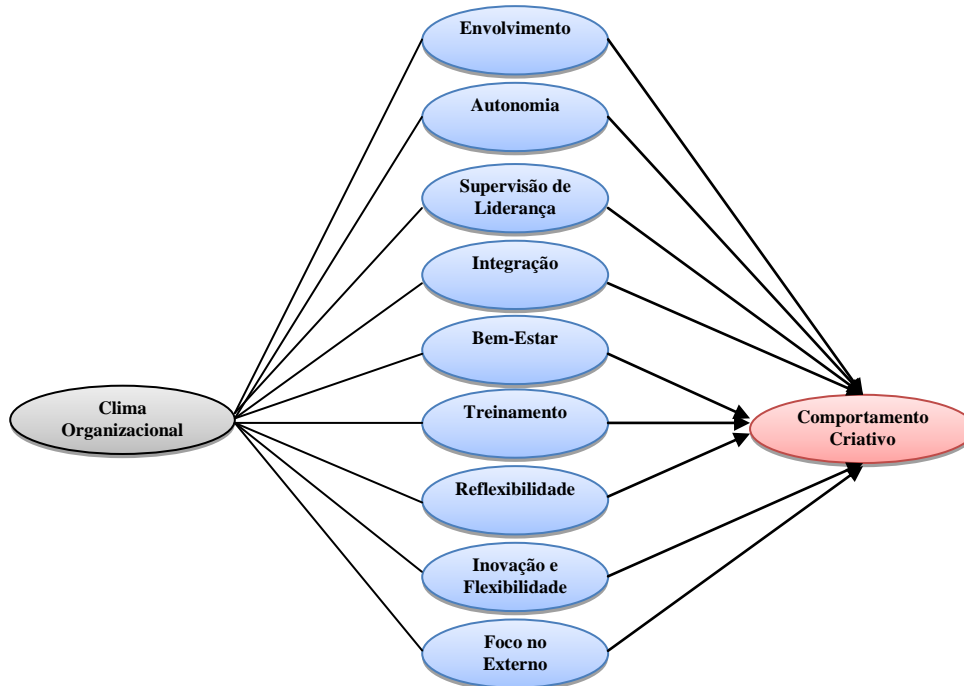 Envolvimento
Autonomia
Supervisão de
Liderança
Integração
Bem-Estar
Clima
Organizacional
Treinamento
Comportamento
Criativo
Reflexibilidade
Inovação e
Flexibilidade
Foco no
Externo